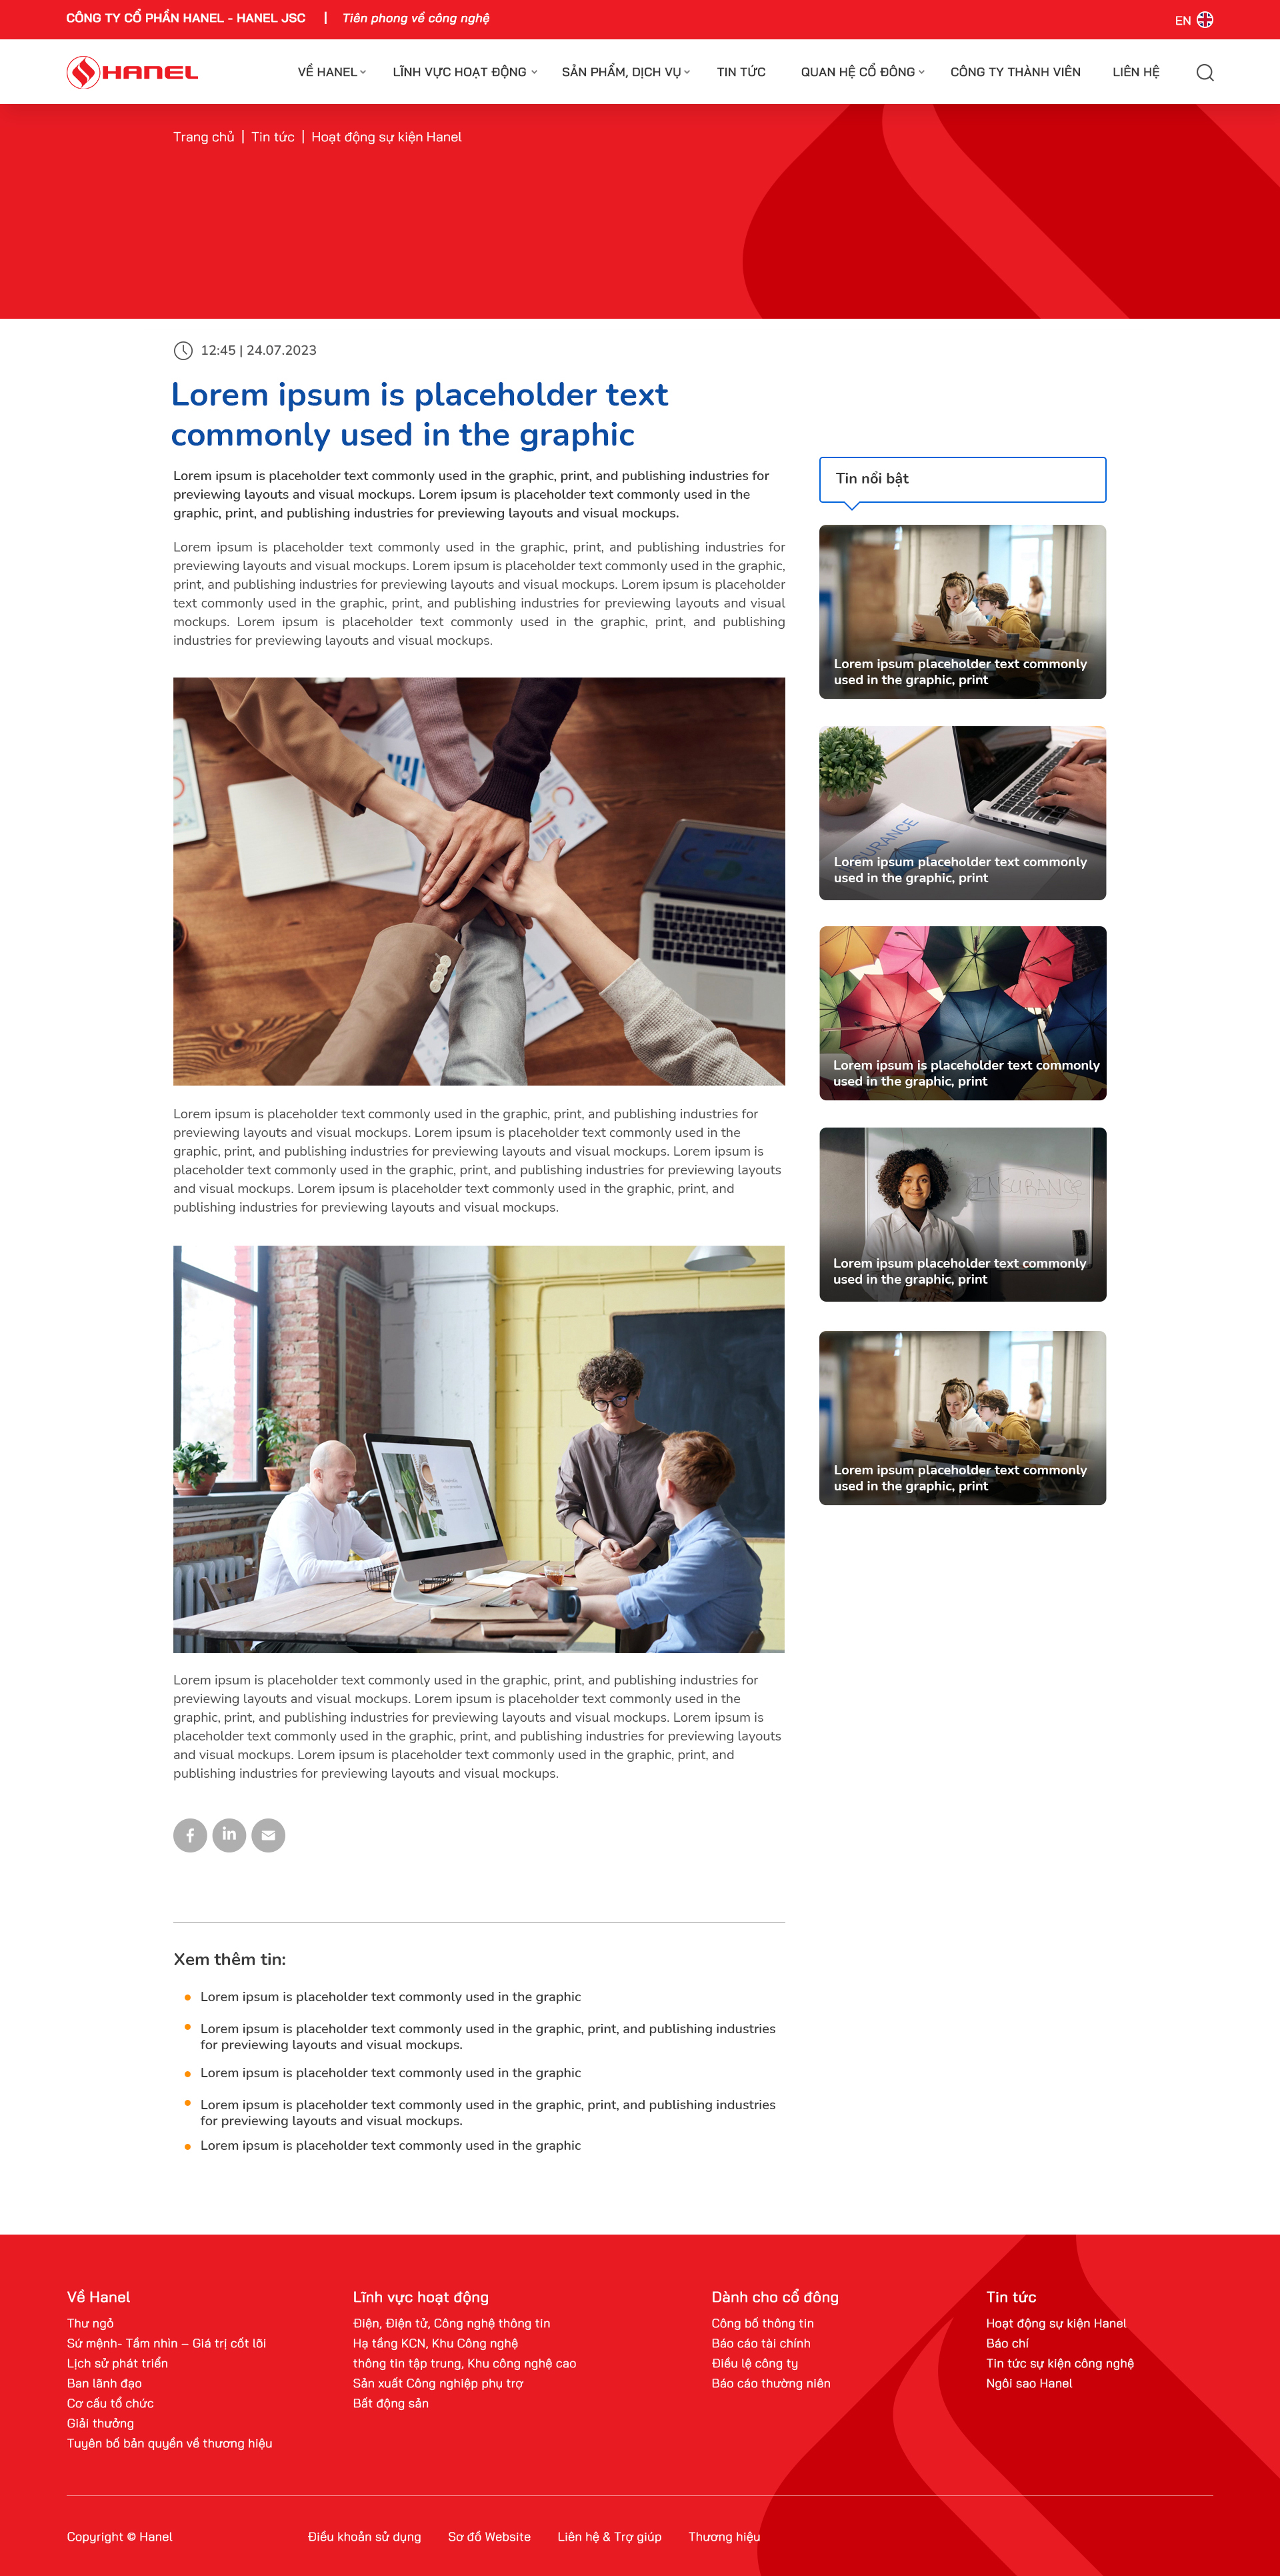 CÔNG TY CỔ PHẦN HANEL - HANEL JSC | Tiên phong về công nghệ
EN
HANEL
VỀ HANEL LĨNH VỰC HOẠT ĐỘNG SẢN PHẨM, DỊCH VỤ TIN TỨC QUAN HỆ CỔ ĐÔNG CÔNG TY THÀNH VIÊN LIÊN HỆ
Trang chủ | Tin tức | Hoạt động sự kiện Hanel
12:45 | 24.07.2023
Lorem ipsum is placeholder text
commonly used in the graphic
Lorem ipsum is placeholder text commonly used in the graphic, print, and publishing industries for
previewing layouts and visual mockups. Lorem ipsum is placeholder text commonly used in the
graphic, print, and publishing industries for previewing layouts and visual mockups.
Lorem ipsum is placeholder text commonly used in the graphic, print, and publishing industries for
previewing layouts and visual mockups. Lorem ipsum is placeholder text commonly used in the graphic,
print, and publishing industries for previewing layouts and visual mockups. Lorem ipsum is placeholder
text commonly used in the graphic, print, and publishing industries for previewing layouts and visual
mockups. Lorem ipsum is placeholder text commonly used in the graphic, print, and publishing
industries for previewing layouts and visual mockups.
Lorem ipsum is placeholder text commonly used in the graphic, print, and publishing industries for
previewing layouts and visual mockups. Lorem ipsum is placeholder text commonly used in the
graphic, print, and publishing industries for previewing layouts and visual mockups. Lorem ipsum is
placeholder text commonly used in the graphic, print, and publishing industries for previewing layouts
and visual mockups. Lorem ipsum is placeholder text commonly used in the graphic, print, and
publishing industries for previewing layouts and visual mockups.
Lorem ipsum is placeholder text commonly used in the graphic, print, and publishing industries for
previewing layouts and visual mockups. Lorem ipsum is placeholder text commonly used in the
graphic, print, and publishing industries for previewing layouts and visual mockups. Lorem ipsum is
placeholder text commonly used in the graphic, print, and publishing industries for previewing layouts
and visual mockups. Lorem ipsum is placeholder text commonly used in the graphic, print, and
publishing industries for previewing layouts and visual mockups.
f in
Tin nổi bật
Lorem ipsum placeholder text commonly
used in the graphic, print
URANCE
Lorem ipsum placeholder text commonly
used in the graphic, print
Lorem ipsum is placeholder text commonly
used in the graphic, print
INSURANCE
Lorem ipsum placeholder text commonly
used in the graphic, print
Lorem ipsum placeholder text commonly
used in the graphic, print
Xem thêm tin:
Lorem ipsum is placeholder text commonly used in the graphic
Lorem ipsum is placeholder text commonly used in the graphic, print, and publishing industries
for previewing layouts and visual mockups.
Lorem ipsum is placeholder text commonly used in the graphic
Lorem ipsum is placeholder text commonly used in the graphic, print, and publishing industries
for previewing layouts and visual mockups.
Lorem ipsum is placeholder text commonly used in the graphic
Về Hanel
Thư ngỏ
Sứ mệnh- Tầm nhìn – Giá trị cốt lõi
Lịch sử phát triển
Ban lãnh đạo
Cơ cấu tổ chức
Giải thưởng
Tuyên bố bản quyền về thương hiệu
Lĩnh vực hoạt động
Điện, Điện tử, Công nghệ thông tin
Hạ tầng KCN, Khu Công nghệ
thông tin tập trung, Khu công nghệ cao
Sản xuất Công nghiệp phụ trợ
Bất động sản
Dành cho cổ đông
Công bố thông tin
Báo cáo tài chính
Điều lệ công ty
Báo cáo thường niên
Tin tức
Hoạt động sự kiện Hanel
Báo chí
Tin tức sự kiện công nghệ
Ngôi sao Hanel
Copyright © Hanel Điều khoản sử dụng Sơ đồ Website Liên hệ & Trợ giúp Thương hiệu